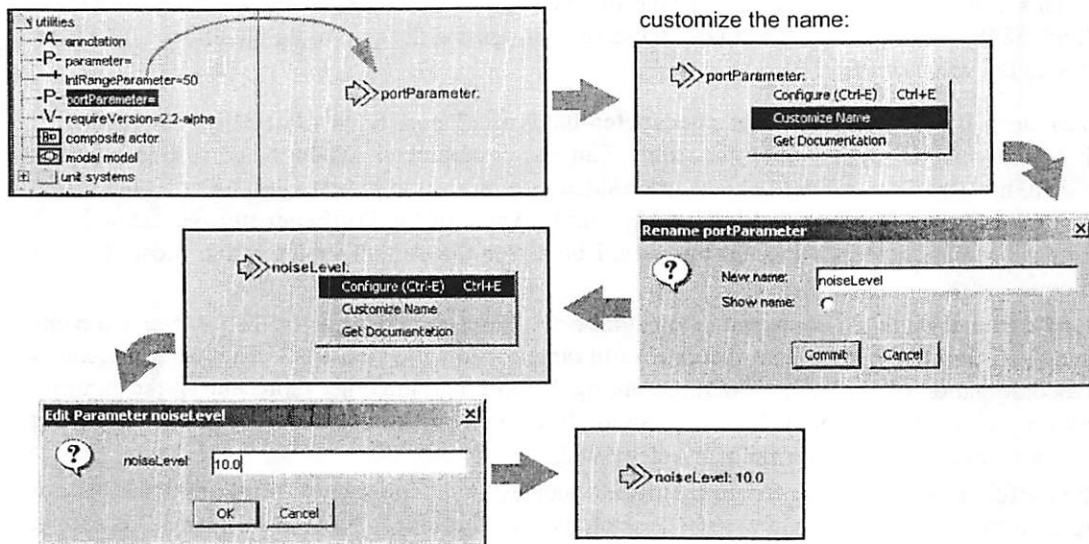 utilities
-A- annotation
-P- parameter=
IntRangeParameter=50
-P- portParameter=
-V- requireVersion=2.2-alpha
composite actor
modal model
unit systems
portParameter:
customize the name:
portParameter:
Configure (Ctrl-E) Ctrl+E
Customize Name
Get Documentation
Rename portParameter
New name: noiseLevel
Show name:
Commit Cancel
noiseLevel:
Configure (Ctrl-E) Ctrl+E
Customize Name
Get Documentation
Edit Parameter noiseLevel
noiseLevel 10.0
OK Cancel
noiseLevel: 10.0